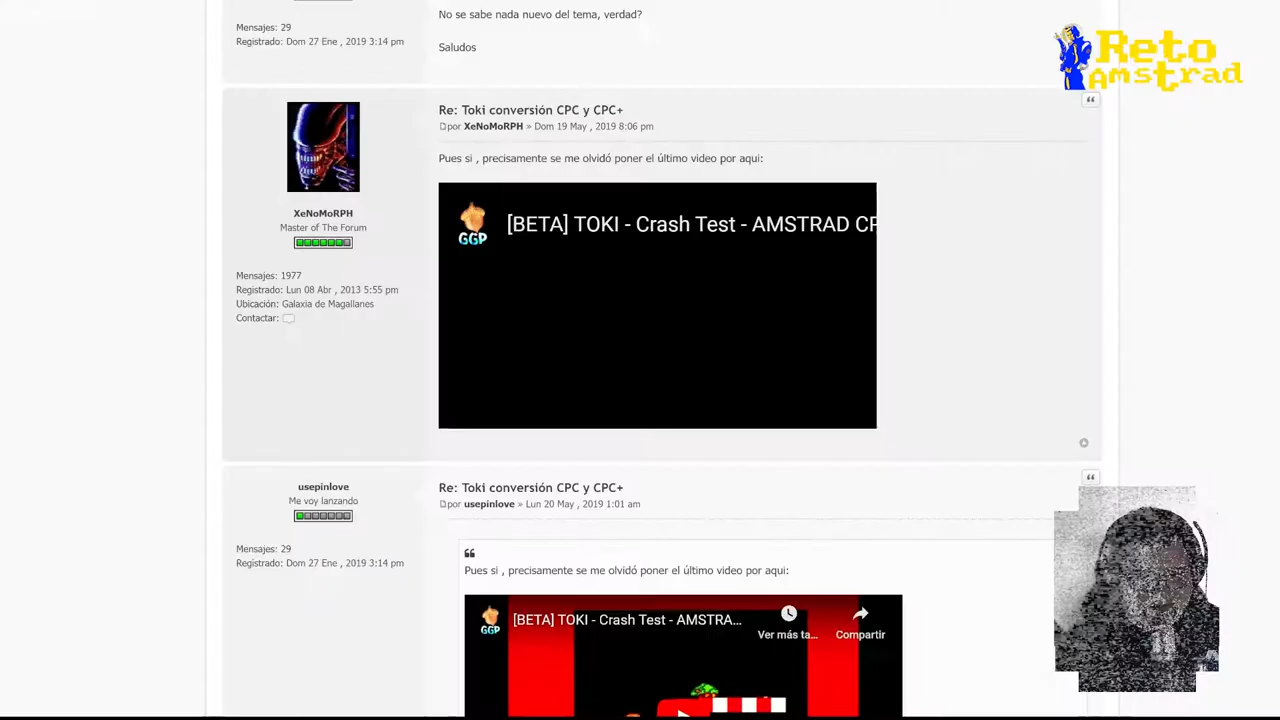 No se sabe nada nuevo del tema, verdad?
Mensajes: 29
Registrado: Dom 27 Ene , 2019 3:14 pm
Saludos
Reto
Amstrad
Re: Toki conversión CPC y CPC+
por XeNoMoRPH » Dom 19 May , 2019 8:06 pm
Pues si , precisamente se me olvidó poner el último video por aqui:
XeNoMoRPH
Master of The Forum
Mensajes: 1977
Registrado: Lun 08 Abr , 2013 5:55 pm
Ubicación: Galaxia de Magallanes
Contactar:
GGP
[BETA] TOKI - Crash Test - AMSTRAD CP
usepinlove
Me voy lanzando
Mensajes: 29
Registrado: Dom 27 Ene , 2019 3:14 pm
Re: Toki conversión CPC y CPC+
por usepinlove » Lun 20 May , 2019 1:01 am
Pues si , precisamente se me olvidó poner el último video por aqui:
GGP
[BETA] TOKI - Crash Test - AMSTRA...
Ver más ta...
Compartir